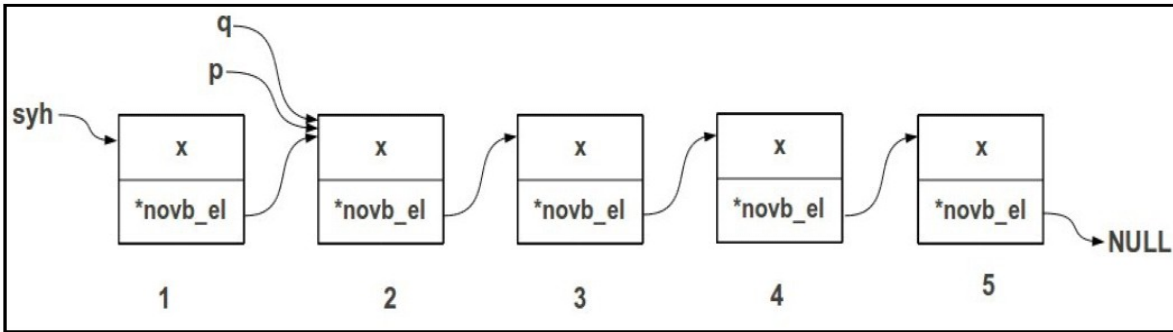 q
p
syh
x x x x x
*novb_el *novb_el *novb_el *novb_el *novb_el
NULL
1 2 3 4 5